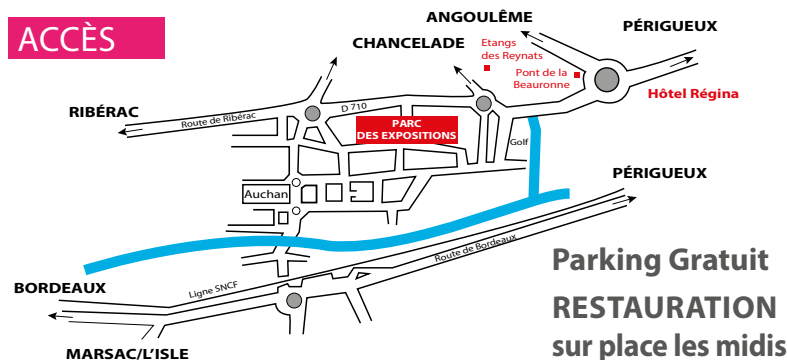 ACCÈS
ANGOULÊME
PÉRIGUEUX
CHANCELADE
Etangs
des Reynats
Pont de la
Beauronne
Hôtel Régina
RIBÉRAC
Route de Ribérac
D 710
PARC
DES EXPOSITIONS
Golf
PÉRIGUEUX
Auchan
Route de Bordeaux
Ligne SNCF
BORDEAUX
MARSAC/L'ISLE
Parking Gratuit
RESTAURATION
sur place les midis